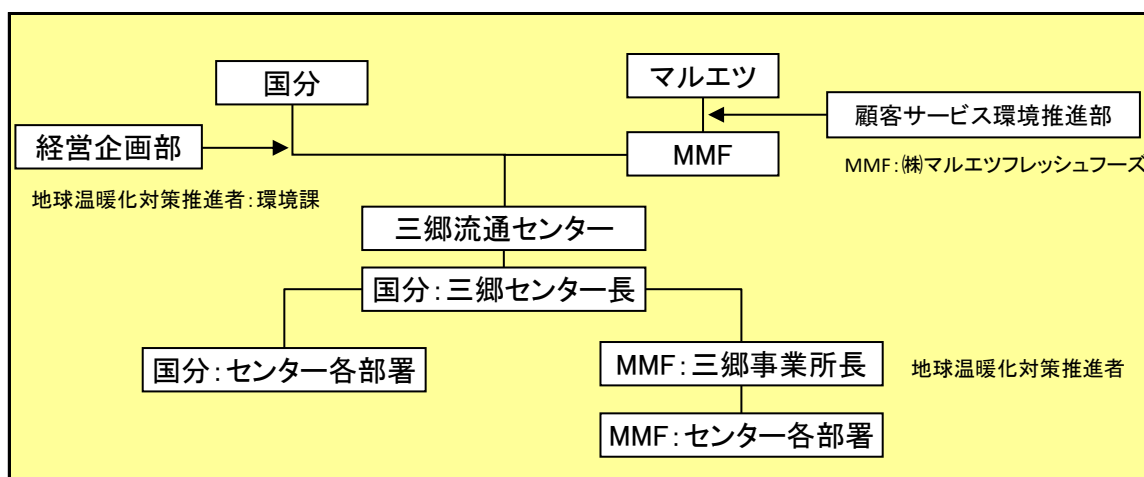 国分
マルエツ
顧客サービス環境推進部
経営企画部
MMF
MMF:㈱マルエツフレッシュフーズ
地球温暖化対策推進者:環境課
三郷流通センター
国分:三郷センター長
国分:センター各部署
MMF:三郷事業所長
地球温暖化対策推進者
MMF:センター各部署